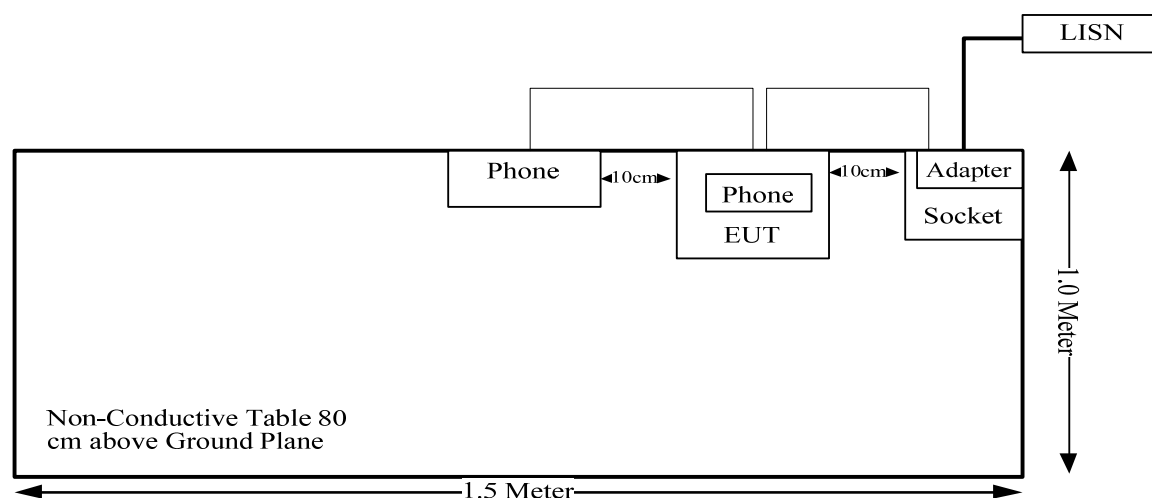 LISN
Phone
10cm
Phone
EUT
10cm
Adapter
Socket
1.0 Meter
Non-Conductive Table 80
cm above Ground Plane
1.5 Meter